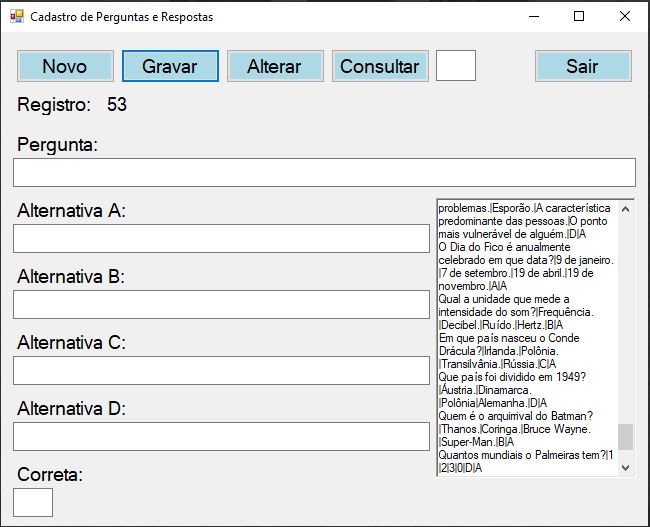 Cadastro de Perguntas e Respostas
Novo
Gravar
Alterar
Consultar
Sair
Registro: 53
Pergunta:
Alternativa A:
Alternativa B:
Alternativa C:
Alternativa D:
Correta:
problemas.|Esporão.|A característica
predominante das pessoas.|O ponto
mais vulnerável de alguém.|D|A
O Dia do Fico é anualmente
celebrado em que data?|9 de janeiro.
|7 de setembro.|19 de abril.|19 de
novembro.|A|A
Qual a unidade que mede a
intensidade do som?|Frequência.
|Decibel.|Ruído.|Hertz.|B|A
Em que país nasceu o Conde
Drácula?|Irlanda.|Polônia.
|Transilvânia.|Rússia.|C|A
Que país foi dividido em 1949?
|Áustria.|Dinamarca.
|Polônia|Alemanha.|D|A
Quem é o arquirrival do Batman?
|Thanos.|Coringa.|Bruce Wayne.
|Super-Man.|B|A
Quantos mundiais o Palmeiras tem?|1
|2|3|0|D|A